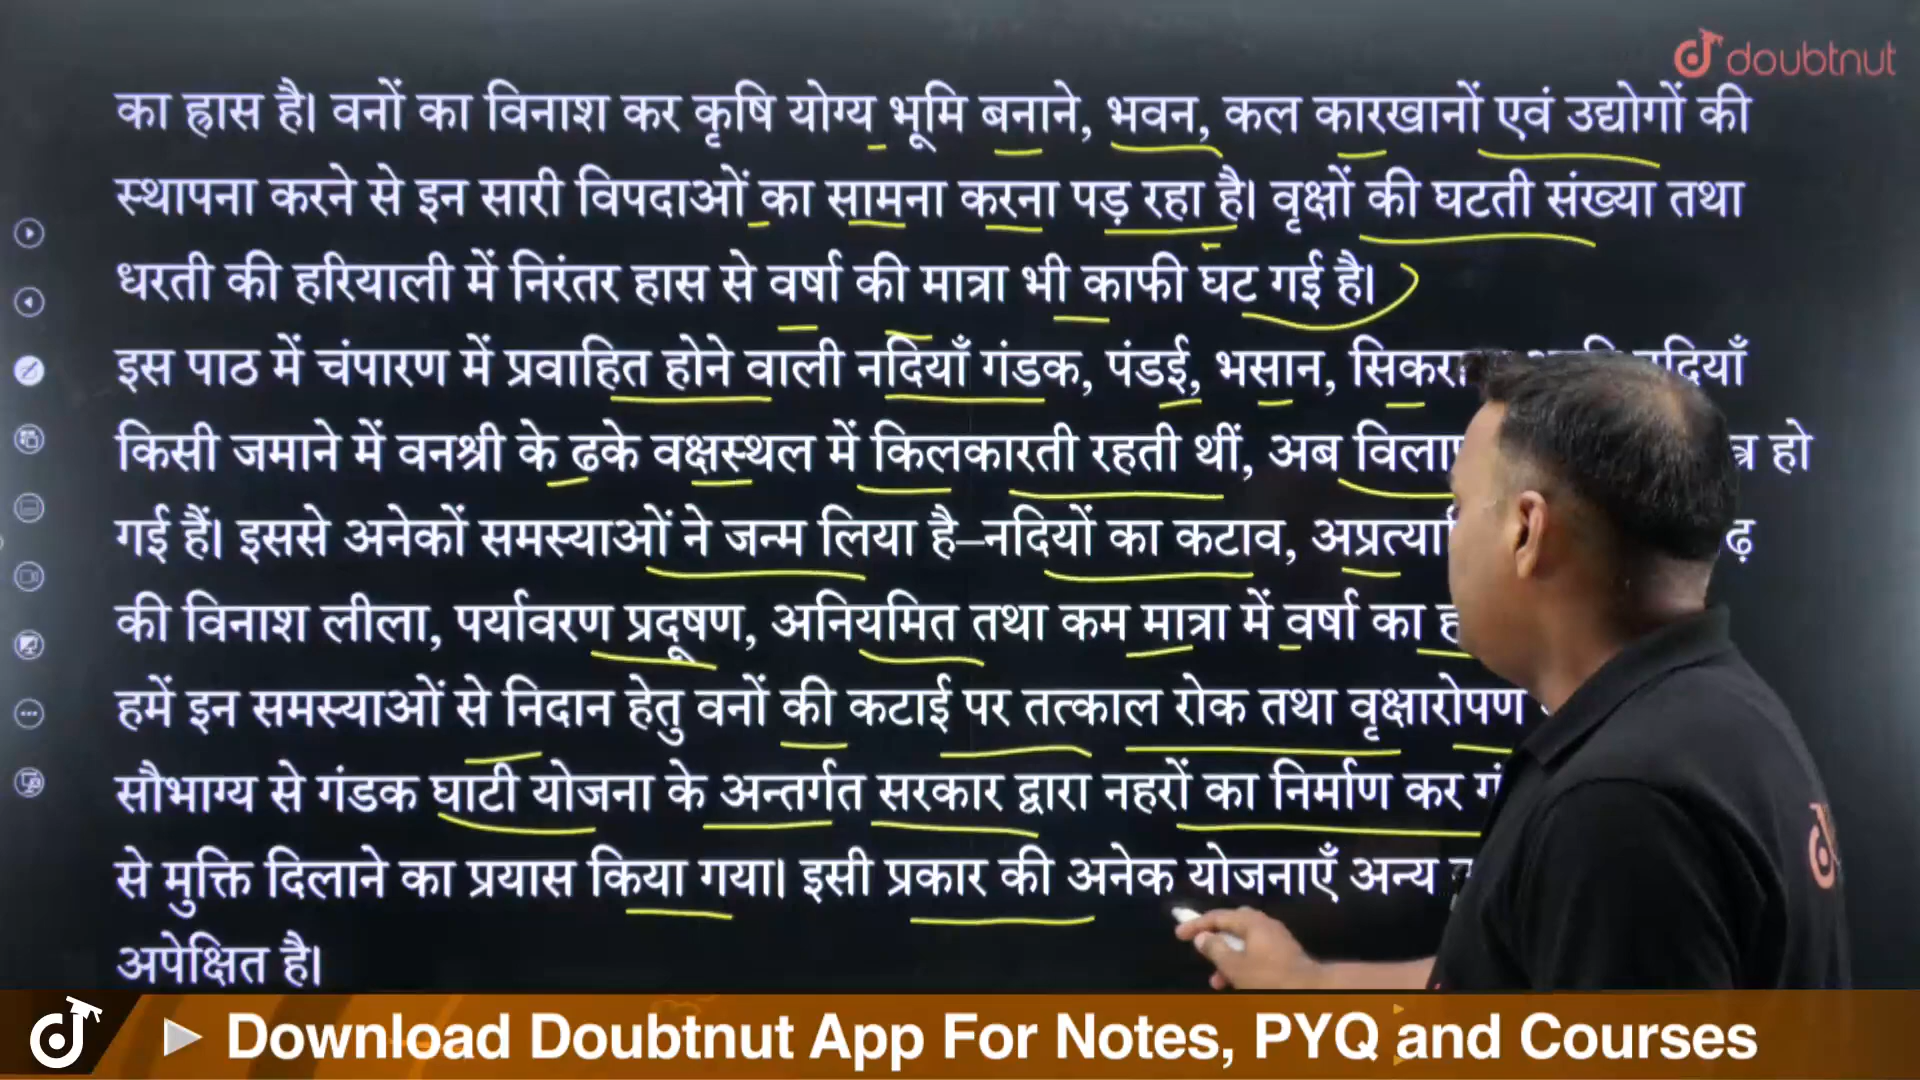 doubtnut
का ह्रास है। वनों का विनाश कर कृषि योग्य भूमि बनाने, भवन, कल कारखानों एवं उद्योगों की
स्थापना करने से इन सारी विपदाओं का सामना करना पड़ रहा है। वृक्षों की घटती संख्या तथा
धरती की हरियाली में निरंतर हास से वर्षा की मात्रा भी काफी घट गई है।
इस पाठ में चंपारण में प्रवाहित होने वाली नदियाँ गंडक, पंडई, भसान,
किसी जमाने में वनश्री के ढके वक्षस्थल में किलकारती रहती थीं, अब हो
गई हैं। इससे अनेकों समस्याओं ने जन्म लिया है–नदियों का कटाव,
की विनाश लीला, पर्यावरण प्रदूषण, अनियमित तथा कम मात्रा में वर्षा का
हमें इन समस्याओं से निदान हेतु वनों की कटाई पर तत्काल रोक तथा वृक्षारोपण
सौभाग्य से गंडक घाटी योजना के अन्तर्गत सरकार द्वारा नहरों का निर्माण कर
से मुक्ति दिलाने का प्रयास किया गया। इसी प्रकार की अनेक योजनाएँ अन्य
अपेक्षित है।
Download Doubtnut App For Notes, PYQ and Courses